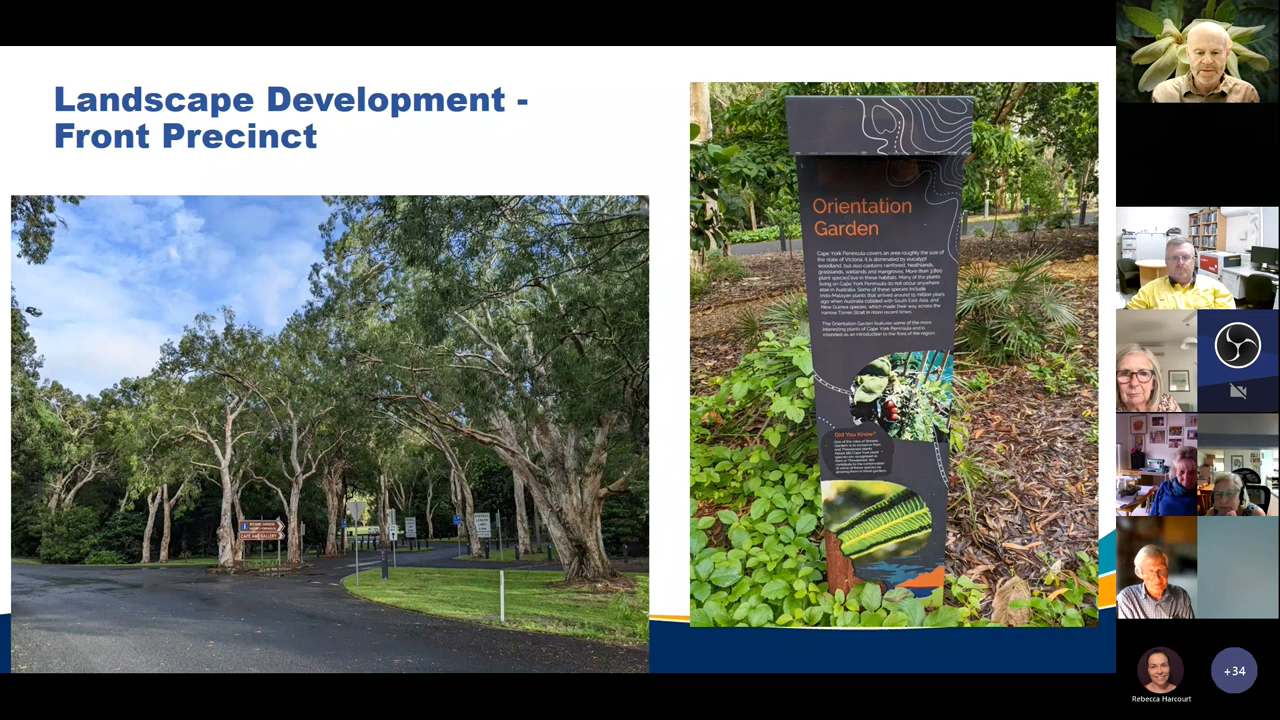 Landscape Development -
Front Precinct
Orientation
Garden
Cape York Peninsula covers an area roughly the size of
the state of Victoria. It is dominated by eucalypt
woodland, but also contains rainforest, heathlands,
grasslands, wetlands and mangroves. More than 3,800
plant species live in these habitats. Many of the plants
living on Cape York Peninsula do not occur anywhere
else in Australia. Some of these species include
Indo-Malayan plants that arrived around 15 million years
ago when Australia collided with South East Asia, and
New Guinea species, which made their way across the
narrow Torres Strait in more recent times.
The Orientation Garden features some of the more
interesting plants of Cape York Peninsula and is
intended as an introduction to the flora of the region.
Did You Know?
BOTANIC GARDENS
CAFE AND GALLERY
LENGTH
LIMIT
Rebecca Harcourt
+34